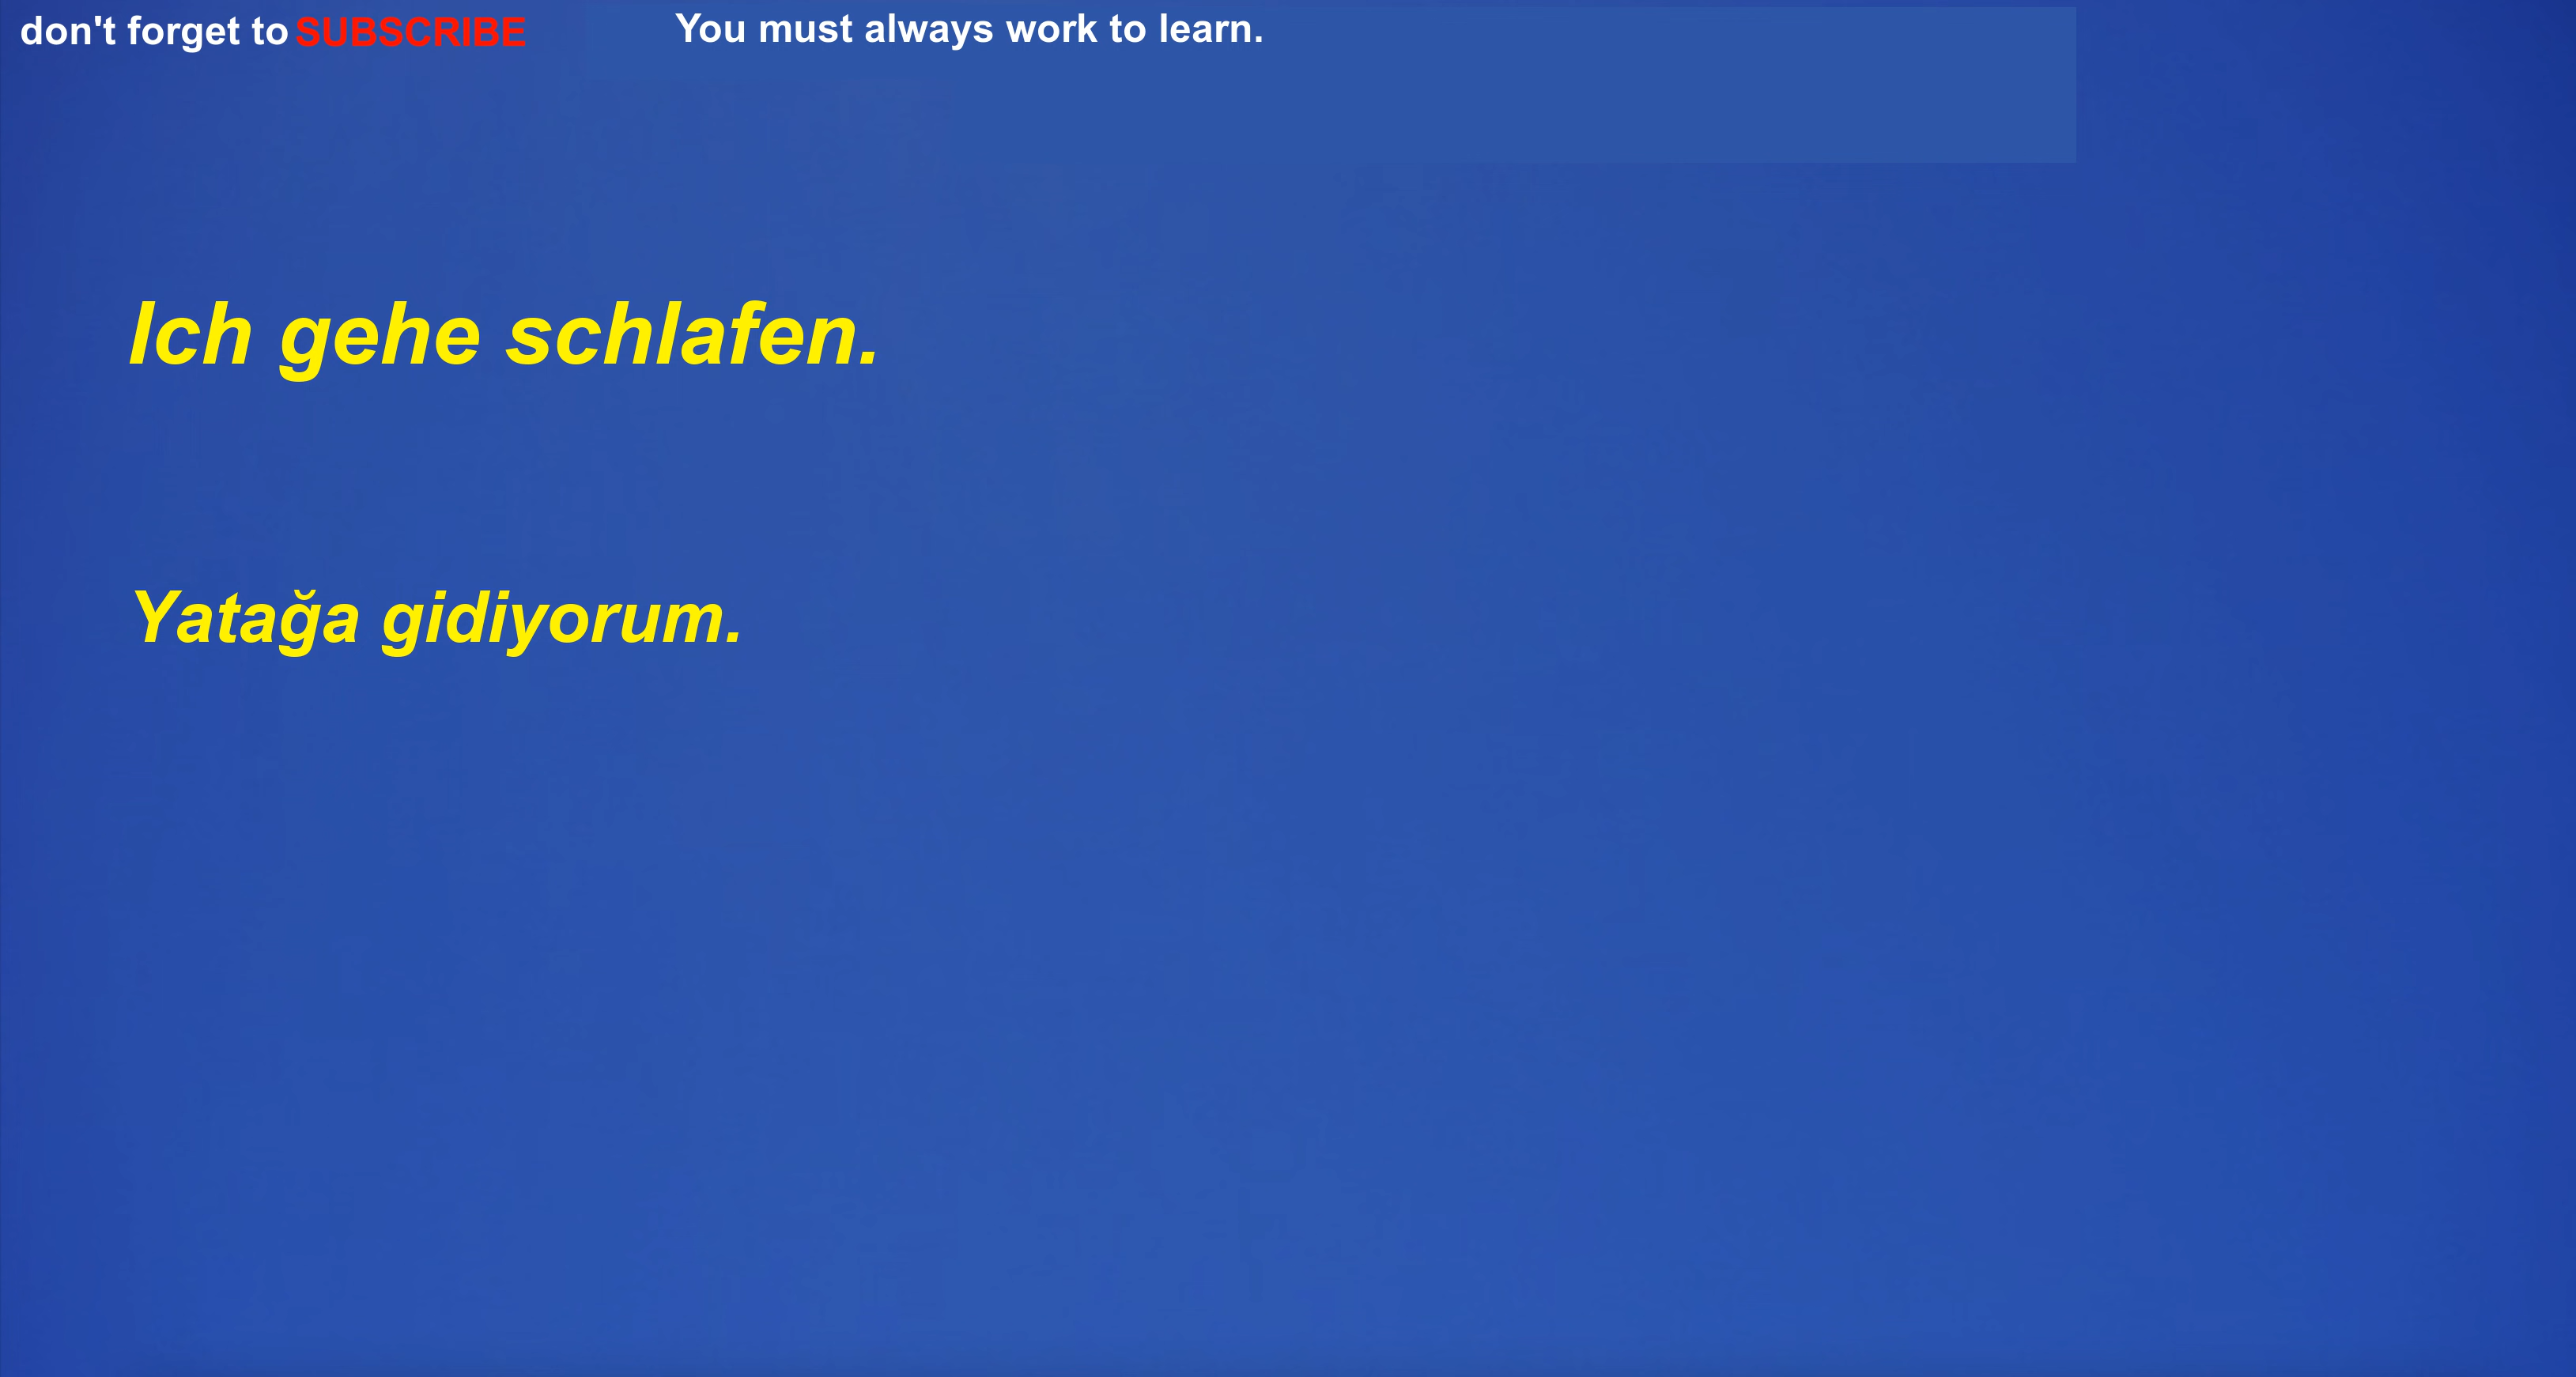 don't forget to SUBSCRIBE
You must always work to learn.
Ich gehe schlafen.
Yatağa gidiyorum.